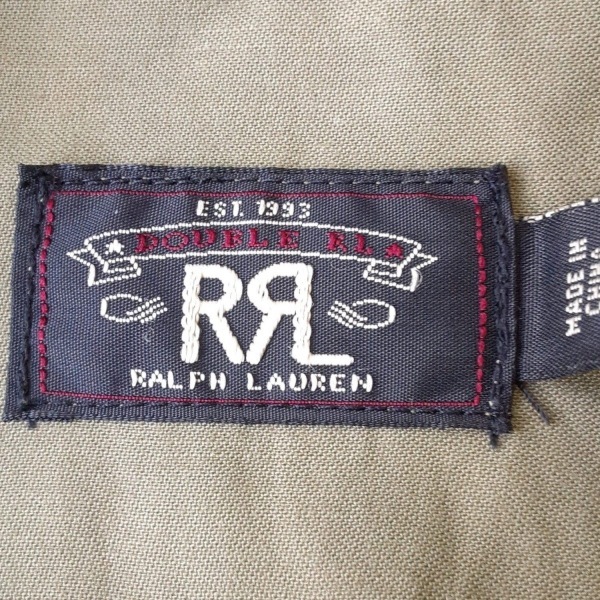 EST. 1993
DOUBLE RL
RRL
RALPH LAUREN
MADE IN
CHINA